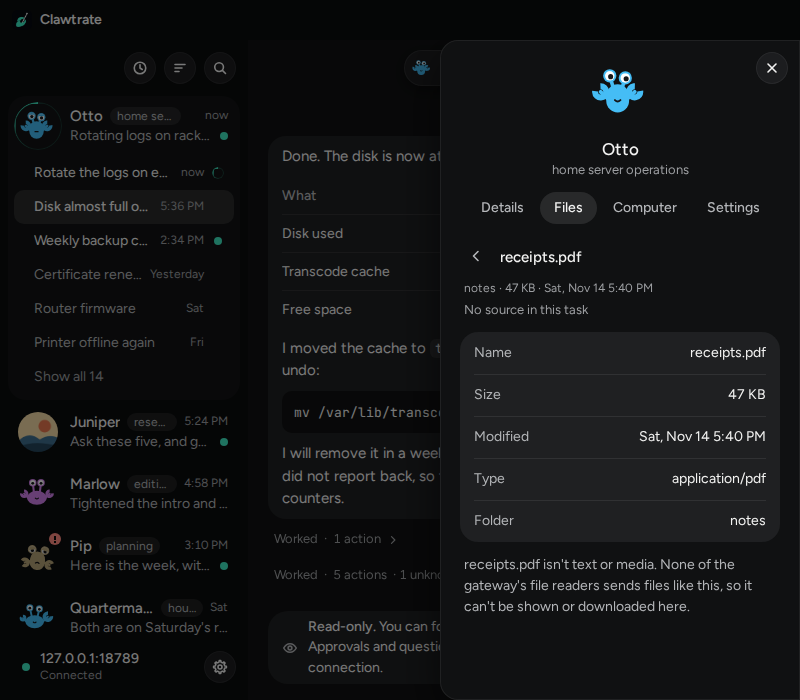 Clawtrate
Otto home se... now
Rotating logs on rack...
Rotate the logs on e... now
Disk almost full o... 5:36 PM
Weekly backup c... 2:34 PM
Certificate rene... Yesterday
Router firmware Sat
Printer offline again Fri
Show all 14
Juniper rese... 5:24 PM
Ask these five, and g...
Marlow editi... 4:58 PM
Tightened the intro and ...
Pip planning 3:10 PM
Here is the week, wit...
Quarterma... hou... Sat
Both are on Saturday's r...
127.0.0.1:18789
Connected
Done. The disk is now at
What
Disk used
Transcode cache
Free space
I moved the cache to
undo:
mv /var/lib/transco
I will remove it in a week
did not report back, so
counters.
Worked · 1 action
Worked · 5 actions · 1 unkno
Read-only. You can fo
Approvals and questio
connection.
Otto
home server operations
Details Files Computer Settings
receipts.pdf
notes · 47 KB · Sat, Nov 14 5:40 PM
No source in this task
Name receipts.pdf
Size 47 KB
Modified Sat, Nov 14 5:40 PM
Type application/pdf
Folder notes
receipts.pdf isn't text or media. None of the
gateway's file readers sends files like this, so it
can't be shown or downloaded here.